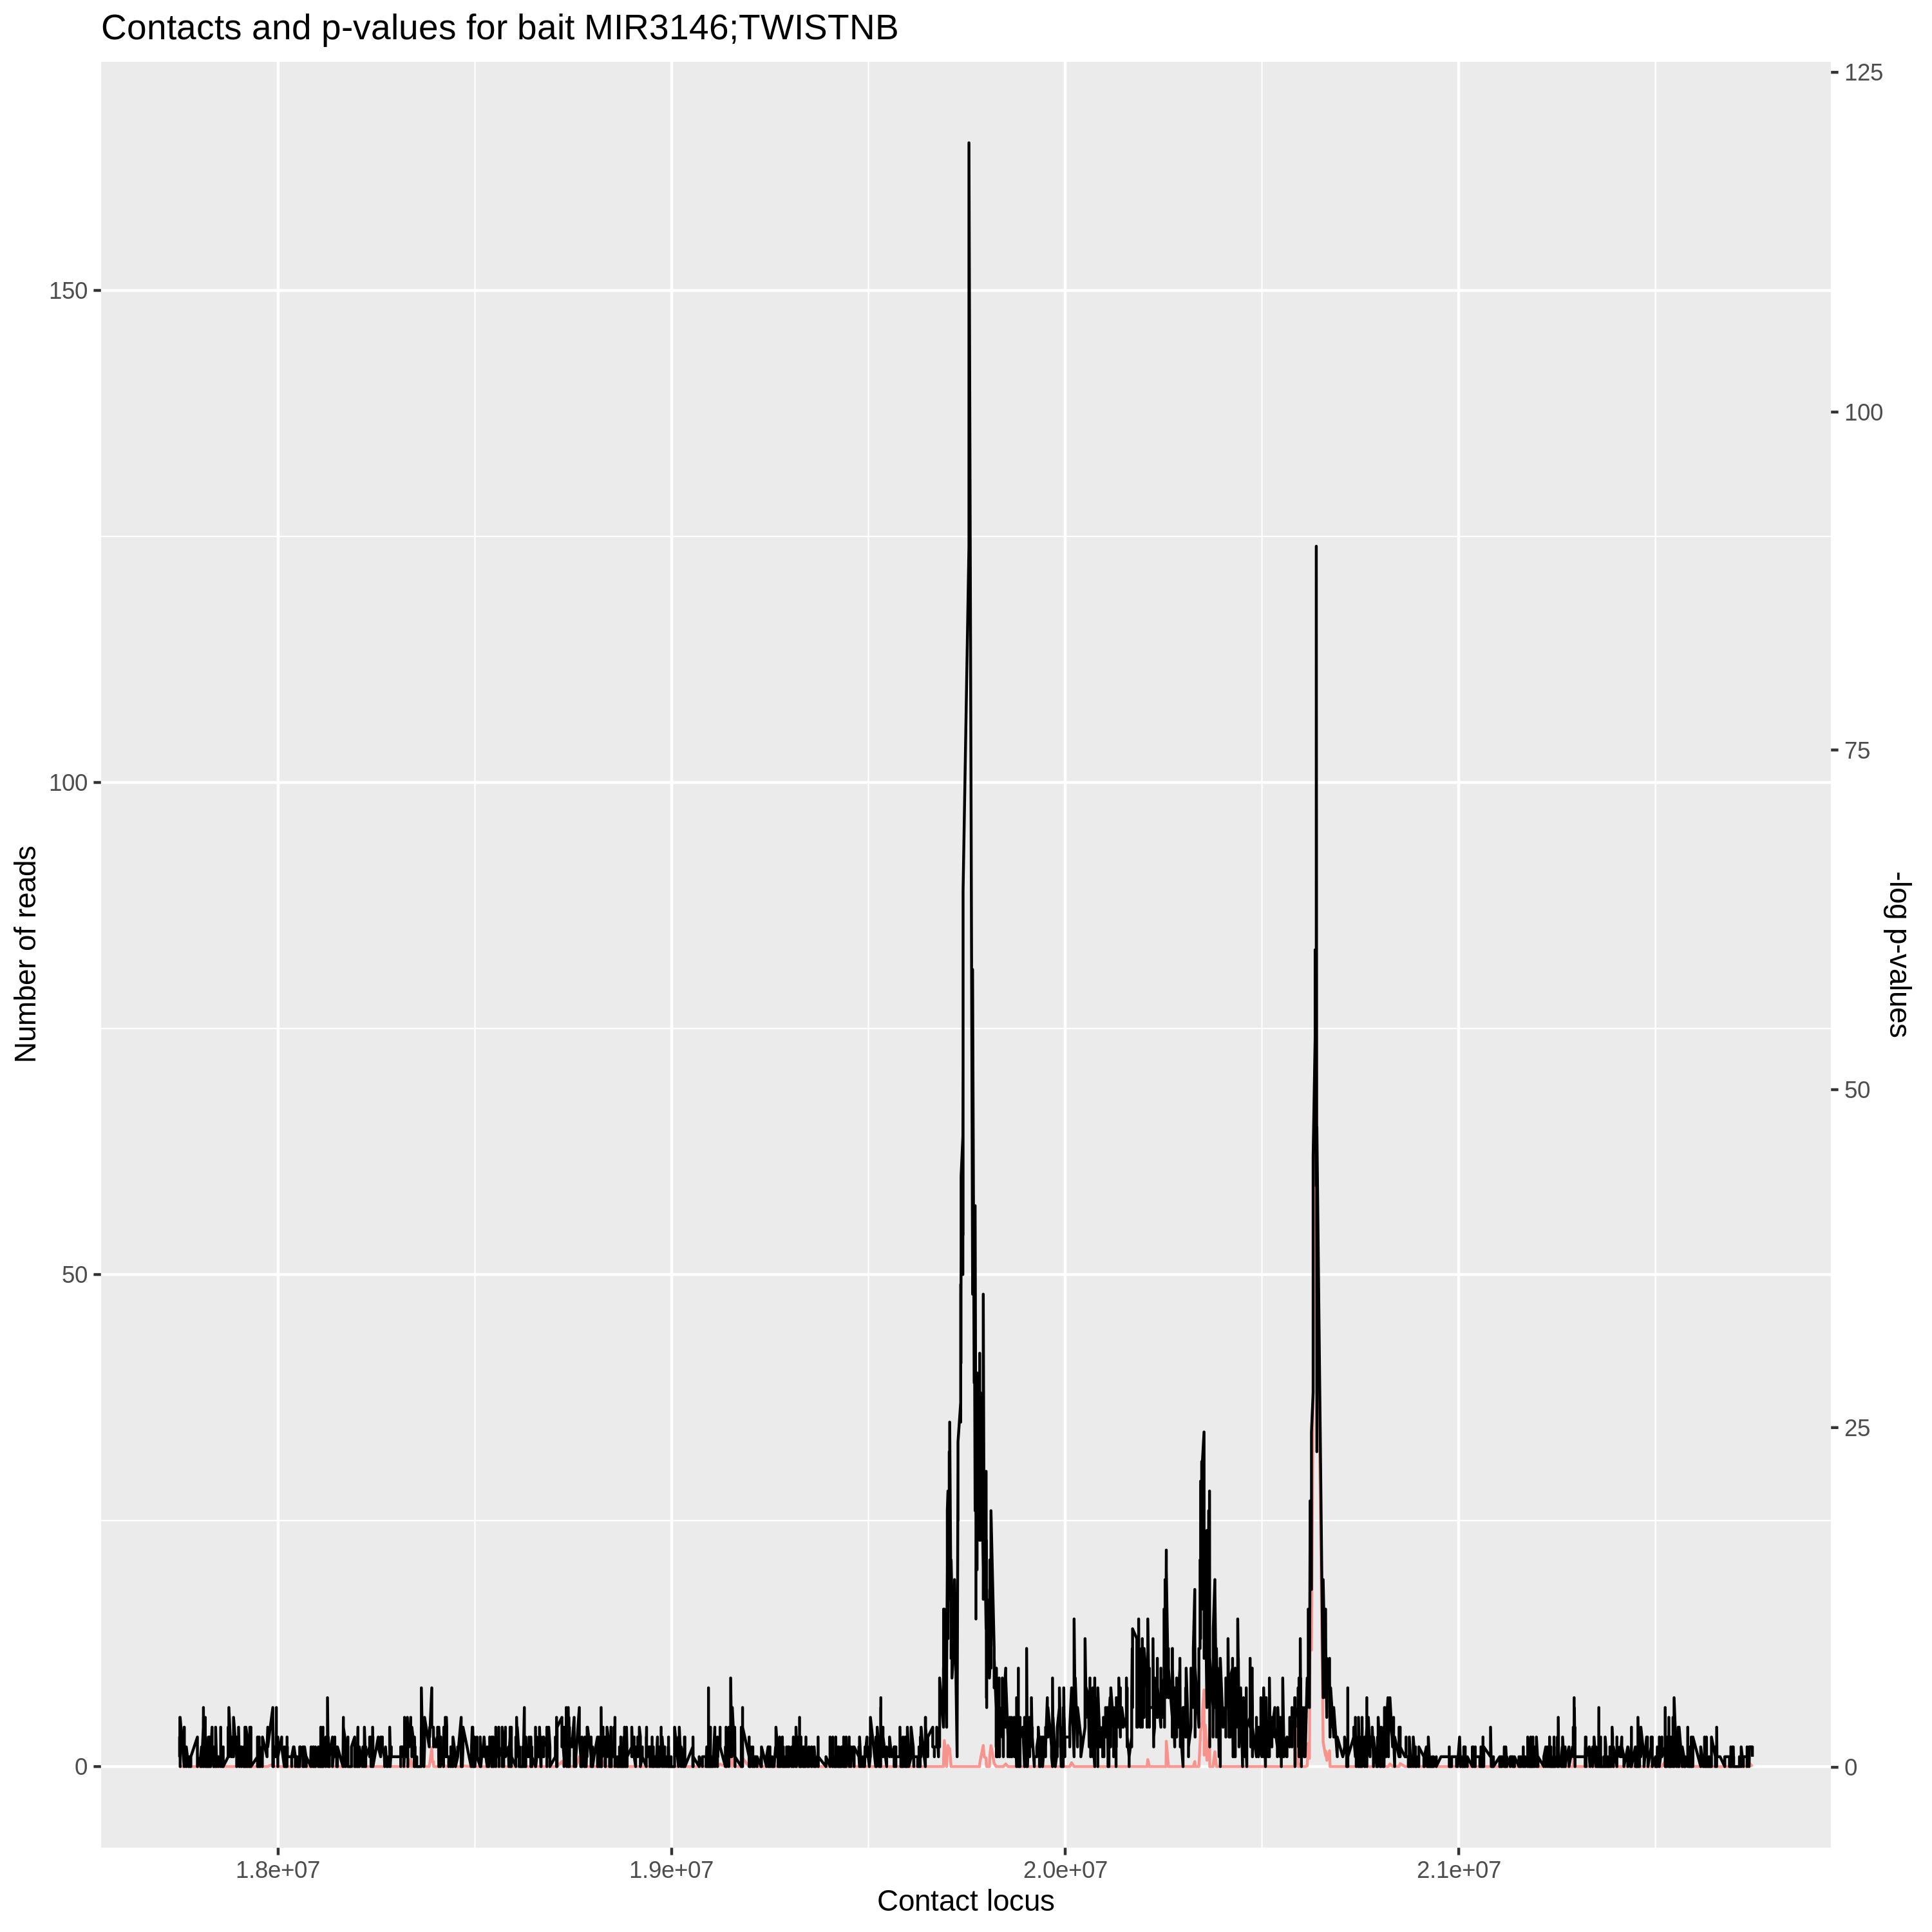 Contacts and p-values for bait MIR3146;TWISTNB
125
150
100
100
75
50
50
25
0
0
Number of reads
-log p-values
1.8e+07
1.9e+07
2.0e+07
2.1e+07
Contact locus